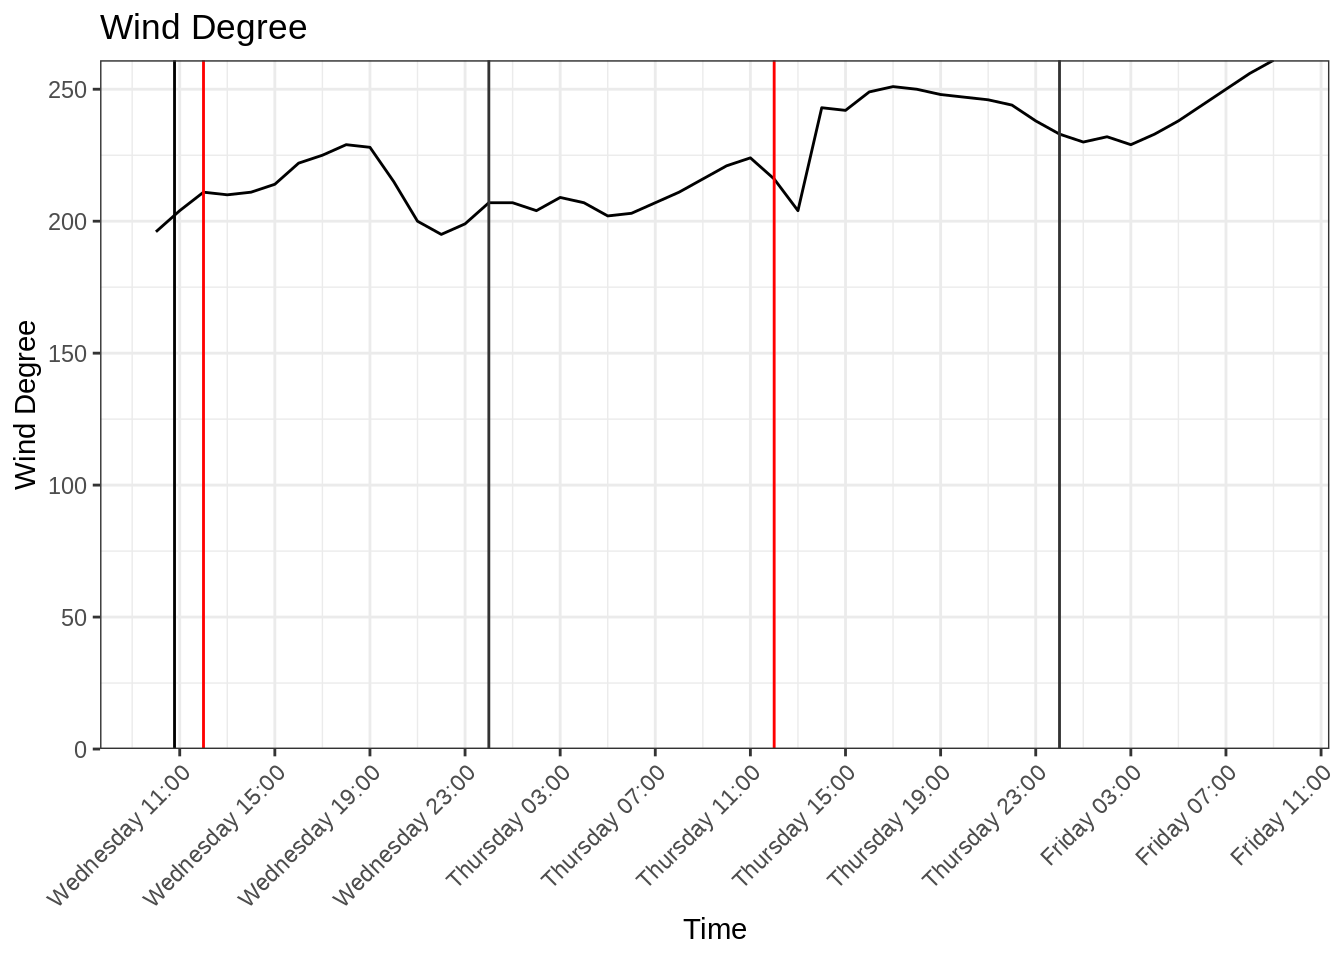 Wind Degree
Wind Degree
250
200
150
100
50
0
Wednesday 11:00
Wednesday 15:00
Wednesday 19:00
Wednesday 23:00
Thursday 03:00
Thursday 07:00
Thursday 11:00
Thursday 15:00
Thursday 19:00
Thursday 23:00
Friday 03:00
Friday 07:00
Friday 11:00
Time